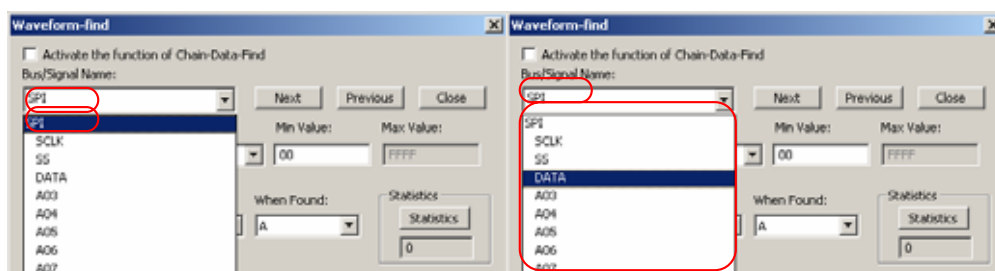 Waveform-find
Activate the function of Chain-Data-Find
Bus/Signal Name:
SPI
Next
Previous
Close
SPI
SCLK
SS
DATA
A03
A04
A05
A06
A07
Min Value:
Max Value:
00
FFFF
When Found:
A
Statistics
Statistics
0
Waveform-find
Activate the function of Chain-Data-Find
Bus/Signal Name:
SPI
Next
Previous
Close
SPI
SCLK
SS
DATA
A03
A04
A05
A06
A07
Min Value:
Max Value:
00
FFFF
When Found:
A
Statistics
Statistics
0